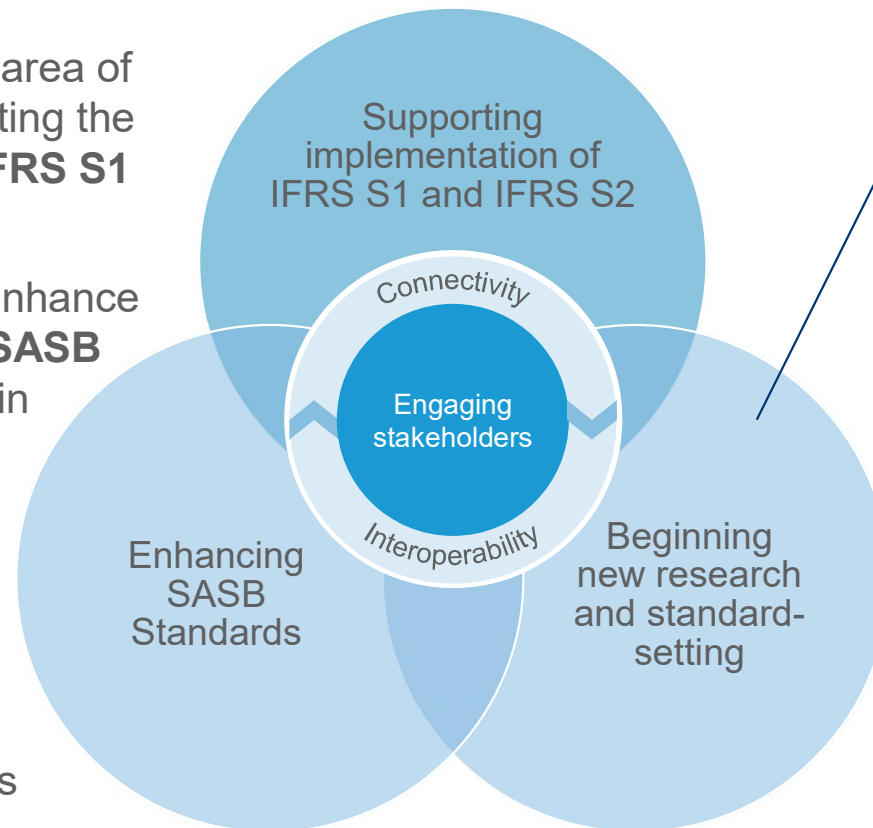 area of
ting the
FRS S1
nhance
SASB
in
s
Supporting
implementation of
IFRS S1 and IFRS S2
Connectivity
Engaging
stakeholders
Interoperability
Enhancing
SASB
Standards
Beginning
new research
and standard-
setting